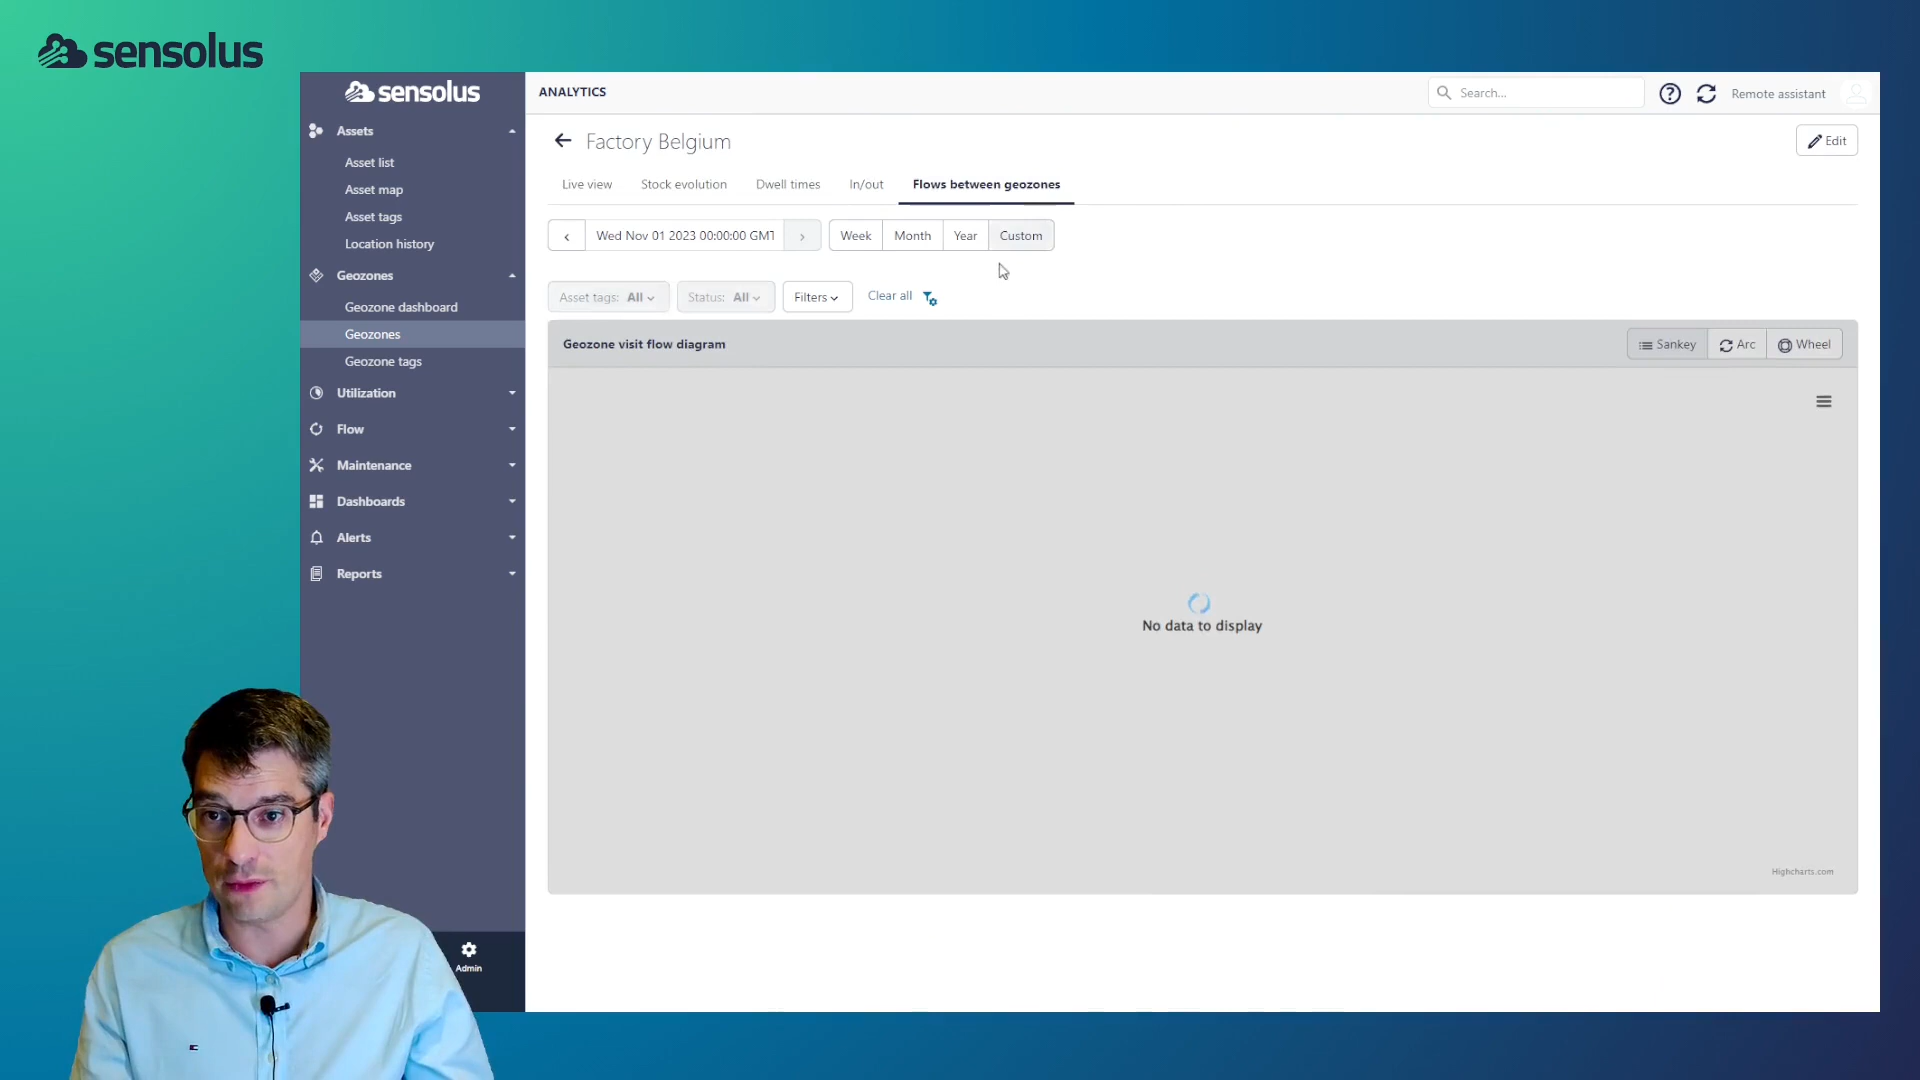 sensolus
sensolus
ANALYTICS
Search...
Remote assistant
Assets
Asset list
Asset map
Asset tags
Location history
Geozones
Geozone dashboard
Geozones
Geozone tags
Utilization
Flow
Maintenance
Dashboards
Alerts
Reports
Admin
Factory Belgium
Edit
Live view
Stock evolution
Dwell times
In/out
Flows between geozones
Wed Nov 01 2023 00:00:00 GMT
Week
Month
Year
Custom
Asset tags: All
Status: All
Filters
Clear all
Geozone visit flow diagram
Sankey
Arc
Wheel
No data to display
Highcharts.com